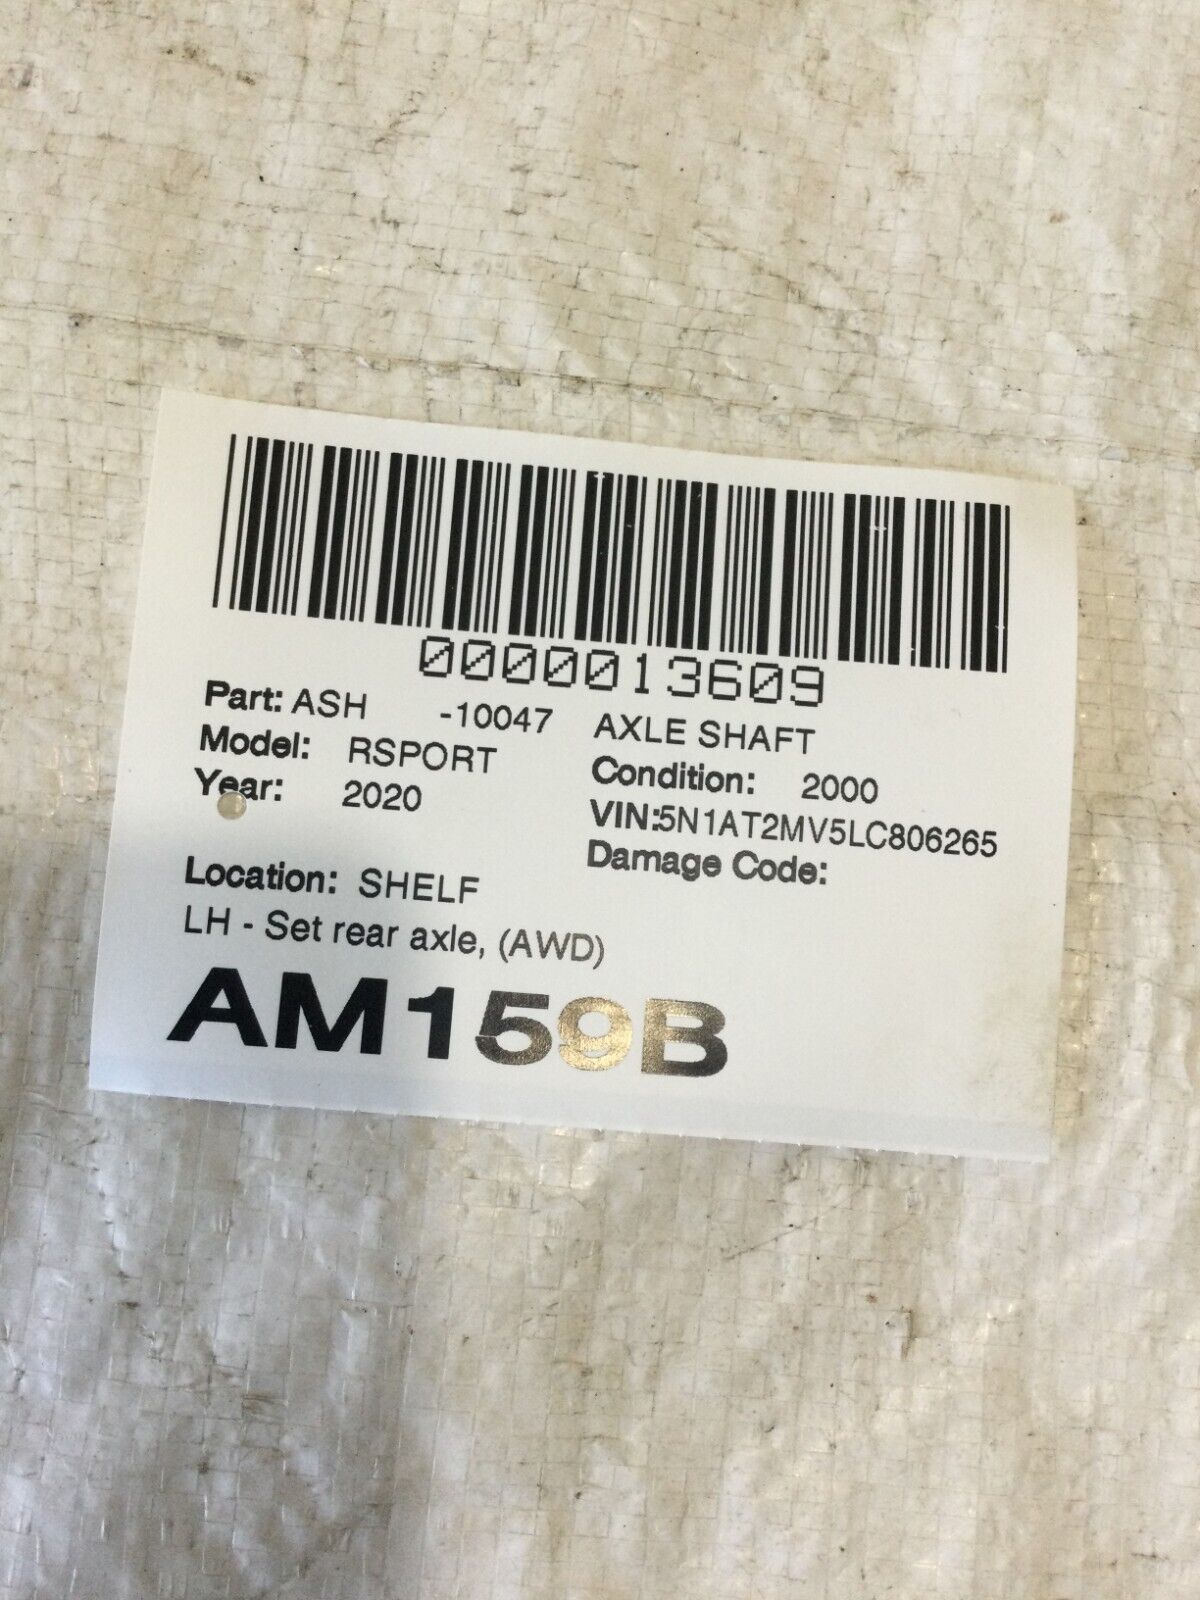 0000013609
Part: ASH -10047 AXLE SHAFT
Model: RSPORT Condition: 2000
Year: 2020 VIN:5N1AT2MV5LC806265
Damage Code:
Location: SHELF
LH - Set rear axle, (AWD)
AM159B